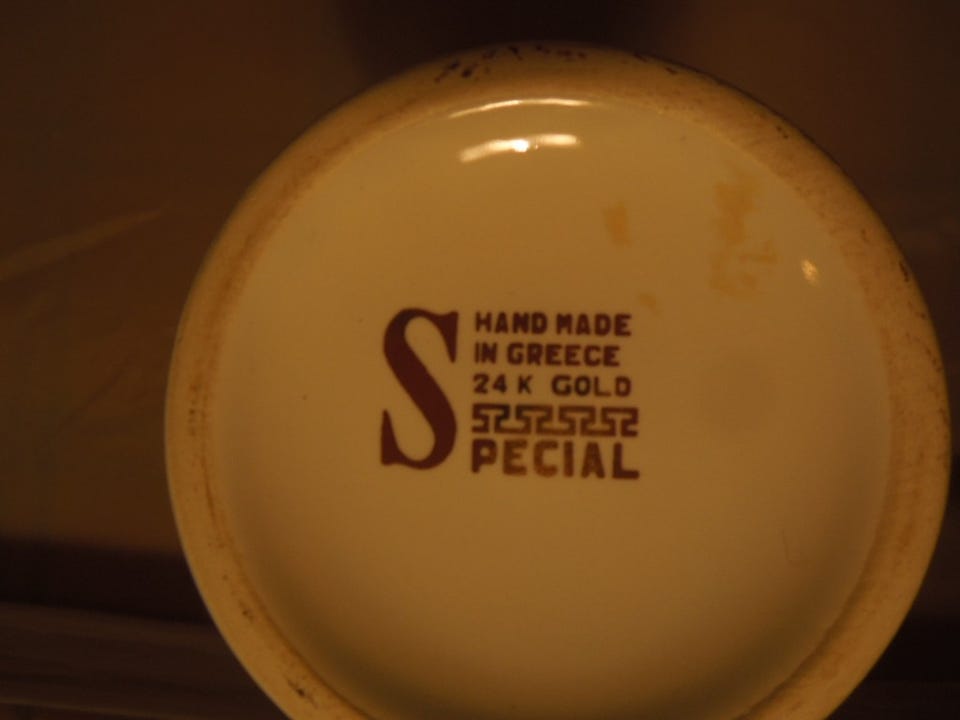 HAND MADE
IN GREECE
24 K GOLD
SPECIAL